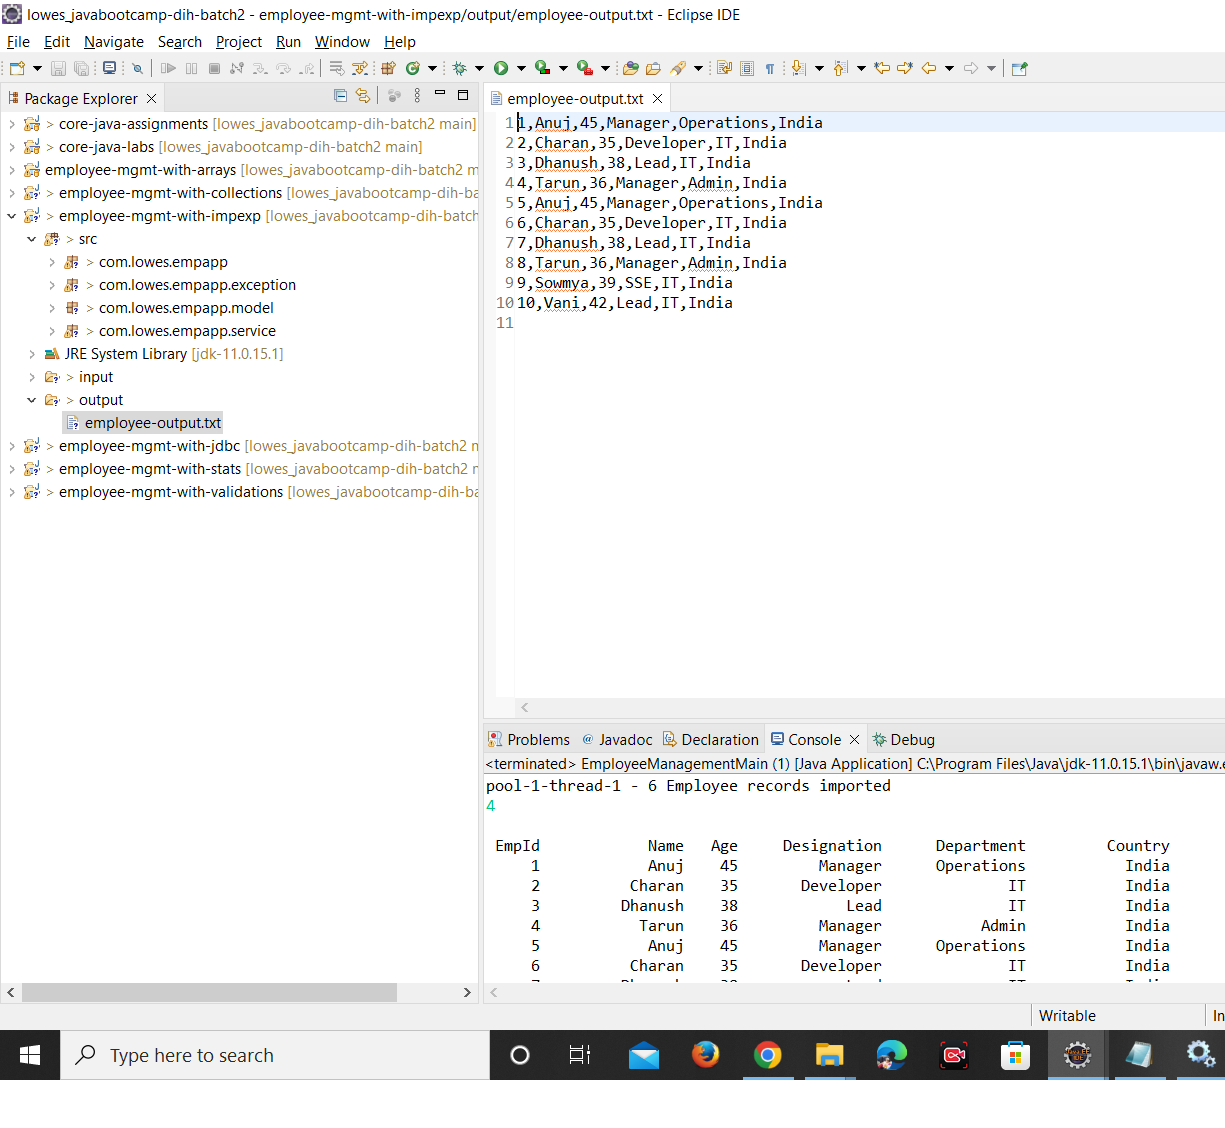 lowes_javabootcamp-dih-batch2 - employee-mgmt-with-impexp/output/employee-output.txt - Eclipse IDE
File Edit Navigate Search Project Run Window Help
Package Explorer
> core-java-assignments [lowes_javabootcamp-dih-batch2 main]
> core-java-labs [lowes_javabootcamp-dih-batch2 main]
employee-mgmt-with-arrays [lowes_javabootcamp-dih-batch2 m
> employee-mgmt-with-collections [lowes_javabootcamp-dih-ba
> employee-mgmt-with-impexp [lowes_javabootcamp-dih-batch
> src
> com.lowes.empapp
> com.lowes.empapp.exception
> com.lowes.empapp.model
> com.lowes.empapp.service
JRE System Library [jdk-11.0.15.1]
> input
> output
employee-output.txt
> employee-mgmt-with-jdbc [lowes_javabootcamp-dih-batch2 m
> employee-mgmt-with-stats [lowes_javabootcamp-dih-batch2 r
> employee-mgmt-with-validations [lowes_javabootcamp-dih-ba
employee-output.txt
1 1,Anuj,45,Manager,Operations,India
2 2,Charan,35,Developer,IT,India
3 3,Dhanush,38,Lead,IT,India
4 4,Tarun,36,Manager,Admin,India
5 5,Anuj,45,Manager,Operations,India
6 6,Charan,35,Developer,IT,India
7 7,Dhanush,38,Lead,IT,India
8 8,Tarun,36,Manager,Admin,India
9 9,Sowmya,39,SSE,IT,India
10 10,Vani,42,Lead,IT,India
11
Problems @ Javadoc Declaration Console Debug
<terminated> EmployeeManagementMain (1) [Java Application] C:\Program Files\Java\jdk-11.0.15.1\bin\javaw.e
pool-1-thread-1 - 6 Employee records imported
4
EmpId Name Age Designation Department Country
1 Anuj 45 Manager Operations India
2 Charan 35 Developer IT India
3 Dhanush 38 Lead IT India
4 Tarun 36 Manager Admin India
5 Anuj 45 Manager Operations India
6 Charan 35 Developer IT India
Writable In
Type here to search